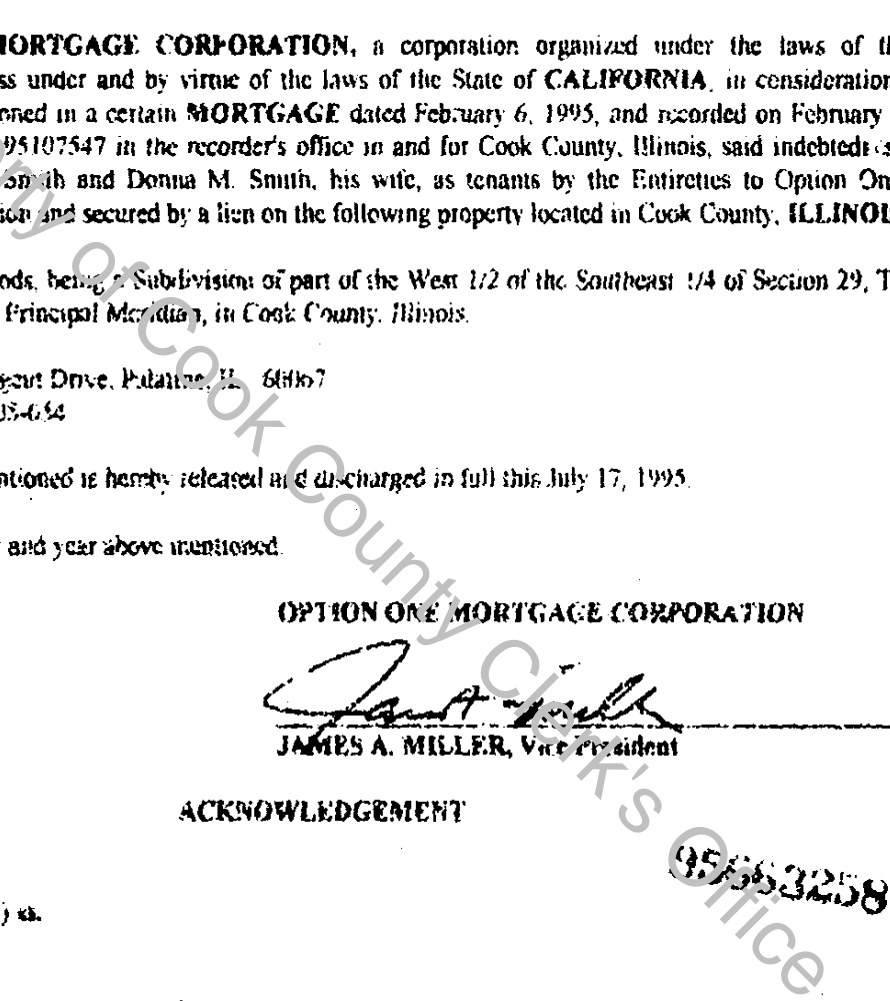 MORTGAGE CORPORATION, a corporation organized under the laws of th
ss under and by virtue of the laws of the State of CALIFORNIA, in consideration
oned in a certain MORTGAGE dated February 6, 1995, and recorded on February
95107547 in the recorder's office in and for Cook County, Illinois, said indebted
Smith and Donna M. Smith, his wife, as tenants by the Entireties to Option On
ion and secured by a lien on the following property located in Cook County, ILLINOI
ods, being a Subdivision of part of the West 1/2 of the Southeast 1/4 of Section 29, T
Principal Meridian, in Cook County, Illinois.
Drive, Palatine, IL 60067
ntioned is hereby released and discharged in full this July 17, 1995.
and year above mentioned.
OPTION ONE MORTGAGE CORPORATION
JAMES A. MILLER, Vice President
ACKNOWLEDGEMENT
95563258
) ss.
of Cook County Clerk's Office